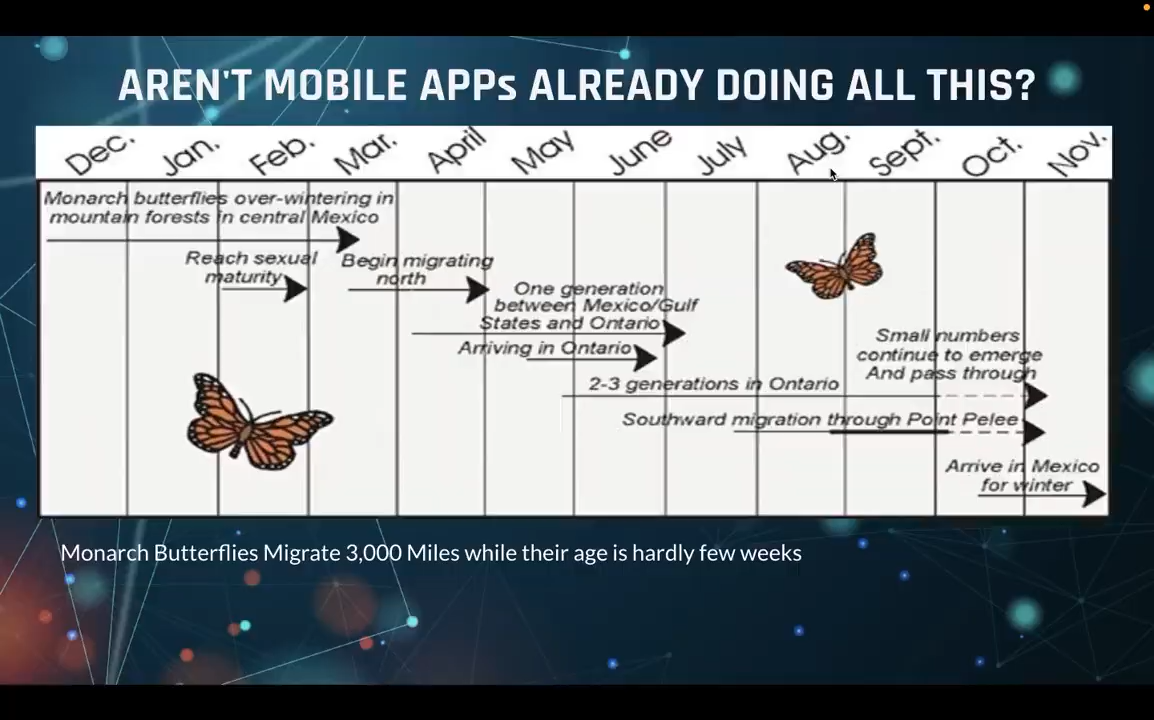 AREN'T MOBILE APPs ALREADY DOING ALL THIS?
Dec. Jan. Feb. Mar. April May June July Aug. Sept. Oct. Nov.
Monarch butterflies over-wintering in
mountain forests in central Mexico
Reach sexual
maturity
Begin migrating
north
One generation
between Mexico/Gulf
States and Ontario
Arriving in Ontario
Small numbers
continue to emerge
And pass through
2-3 generations in Ontario
Southward migration through Point Pelee
Arrive in Mexico
for winter
Monarch Butterflies Migrate 3,000 Miles while their age is hardly few weeks